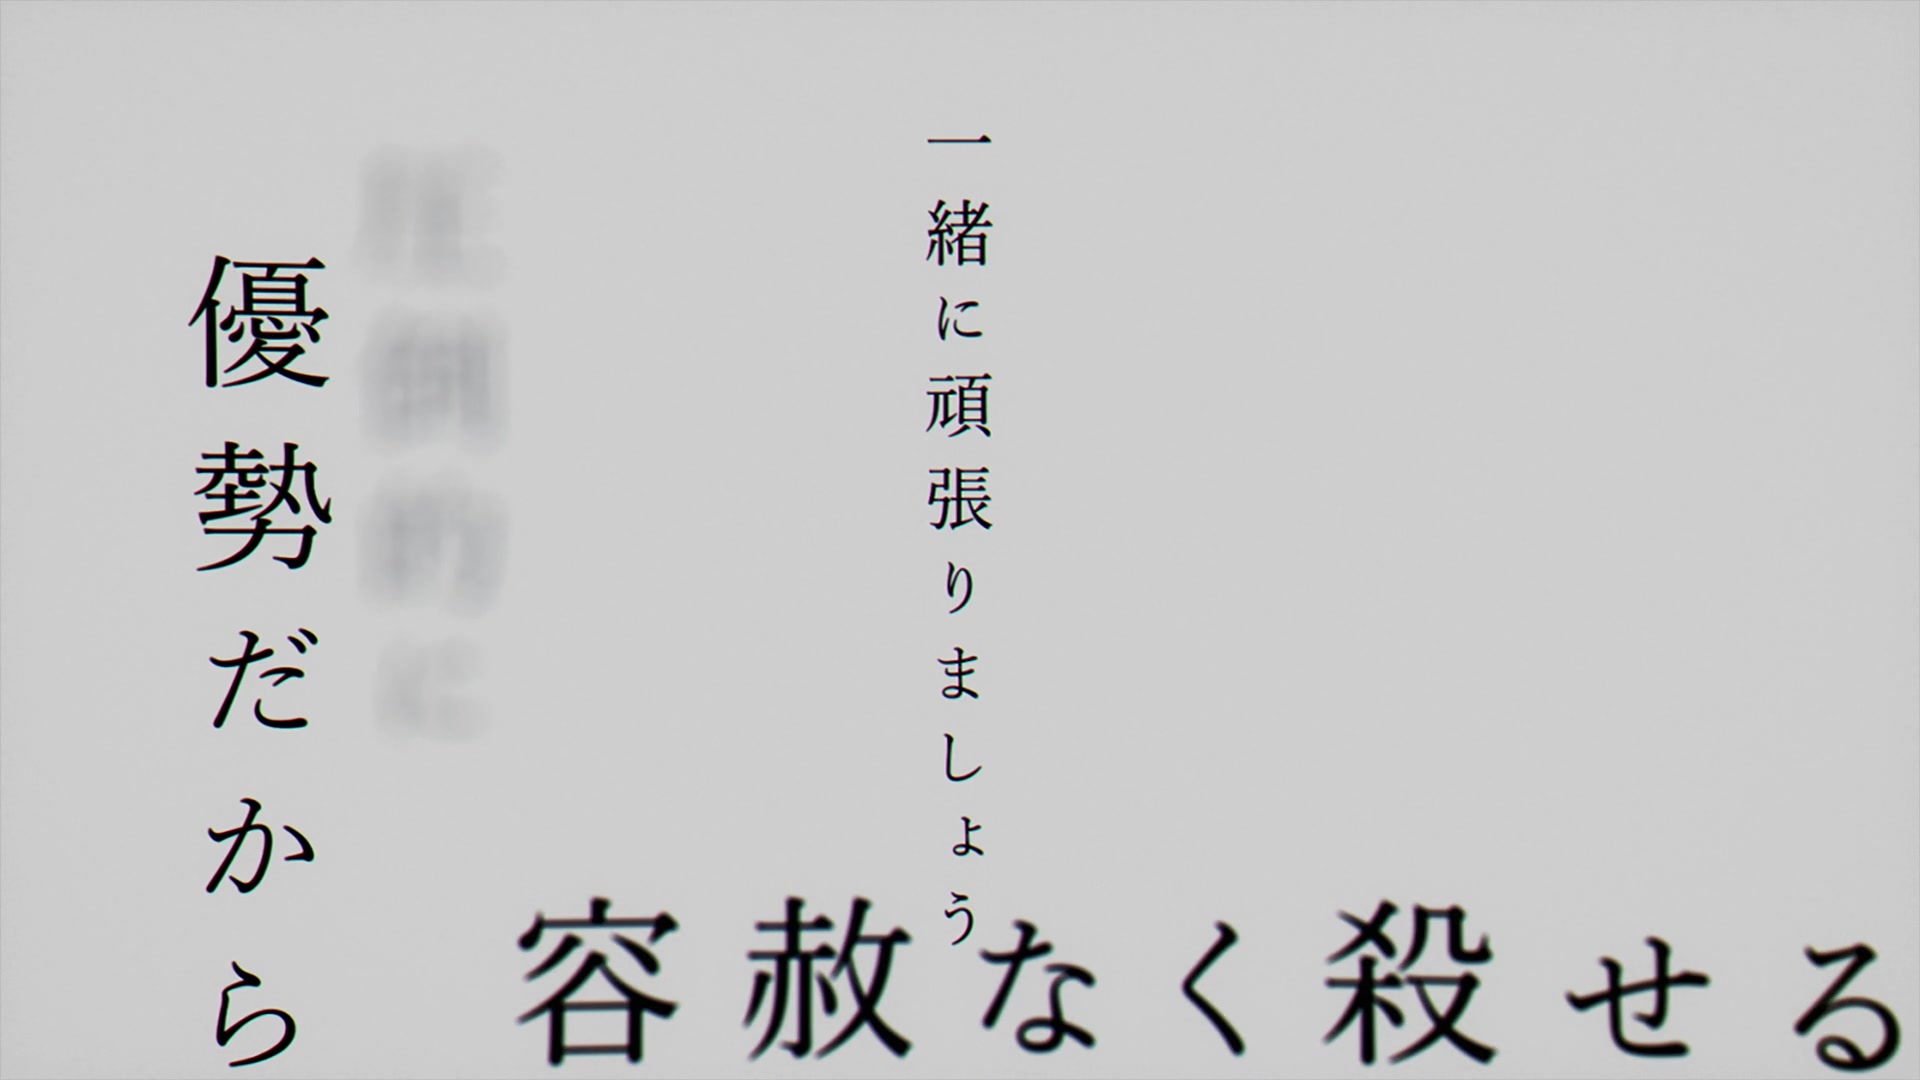 一緒に頑張りましょう
優勢だから
容赦なく殺せる